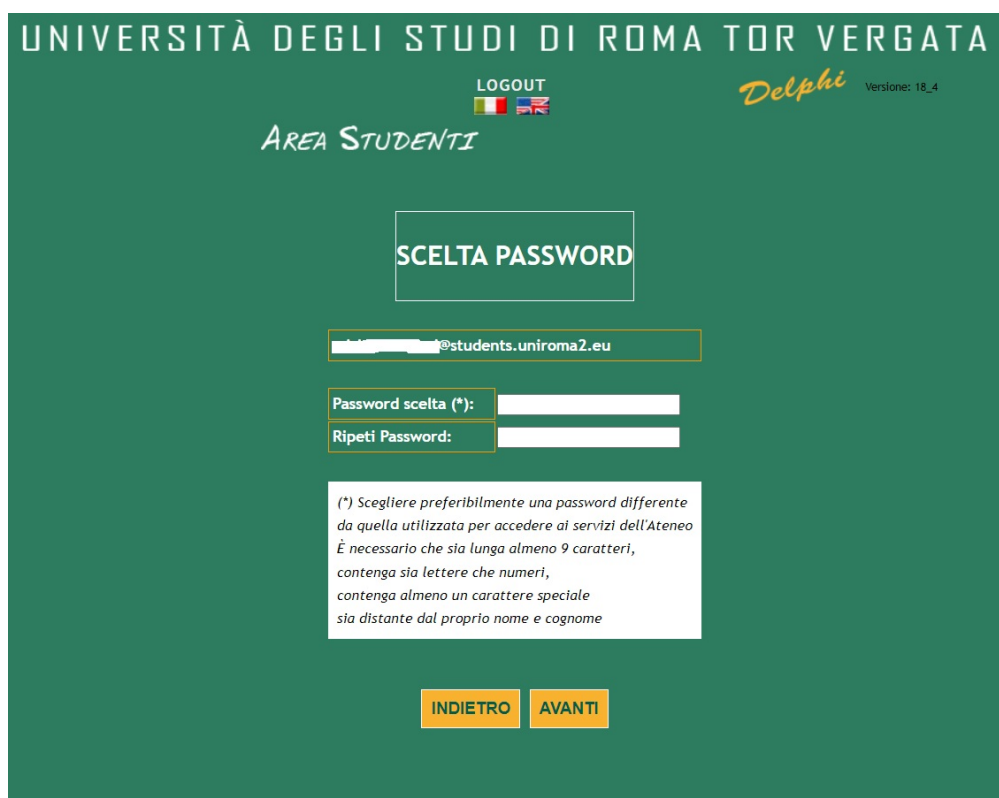 UNIVERSITÀ DEGLI STUDI DI ROMA TOR VERGATA
LOGOUT
Delphi
Versione: 18_4
AREA STUDENTI
SCELTA PASSWORD
@students.uniroma2.eu
Password scelta (*):
Ripeti Password:
(*) Scegliere preferibilmente una password differente
da quella utilizzata per accedere ai servizi dell'Ateneo
È necessario che sia lunga almeno 9 caratteri,
contenga sia lettere che numeri,
contenga almeno un carattere speciale
sia distante dal proprio nome e cognome
INDIETRO
AVANTI